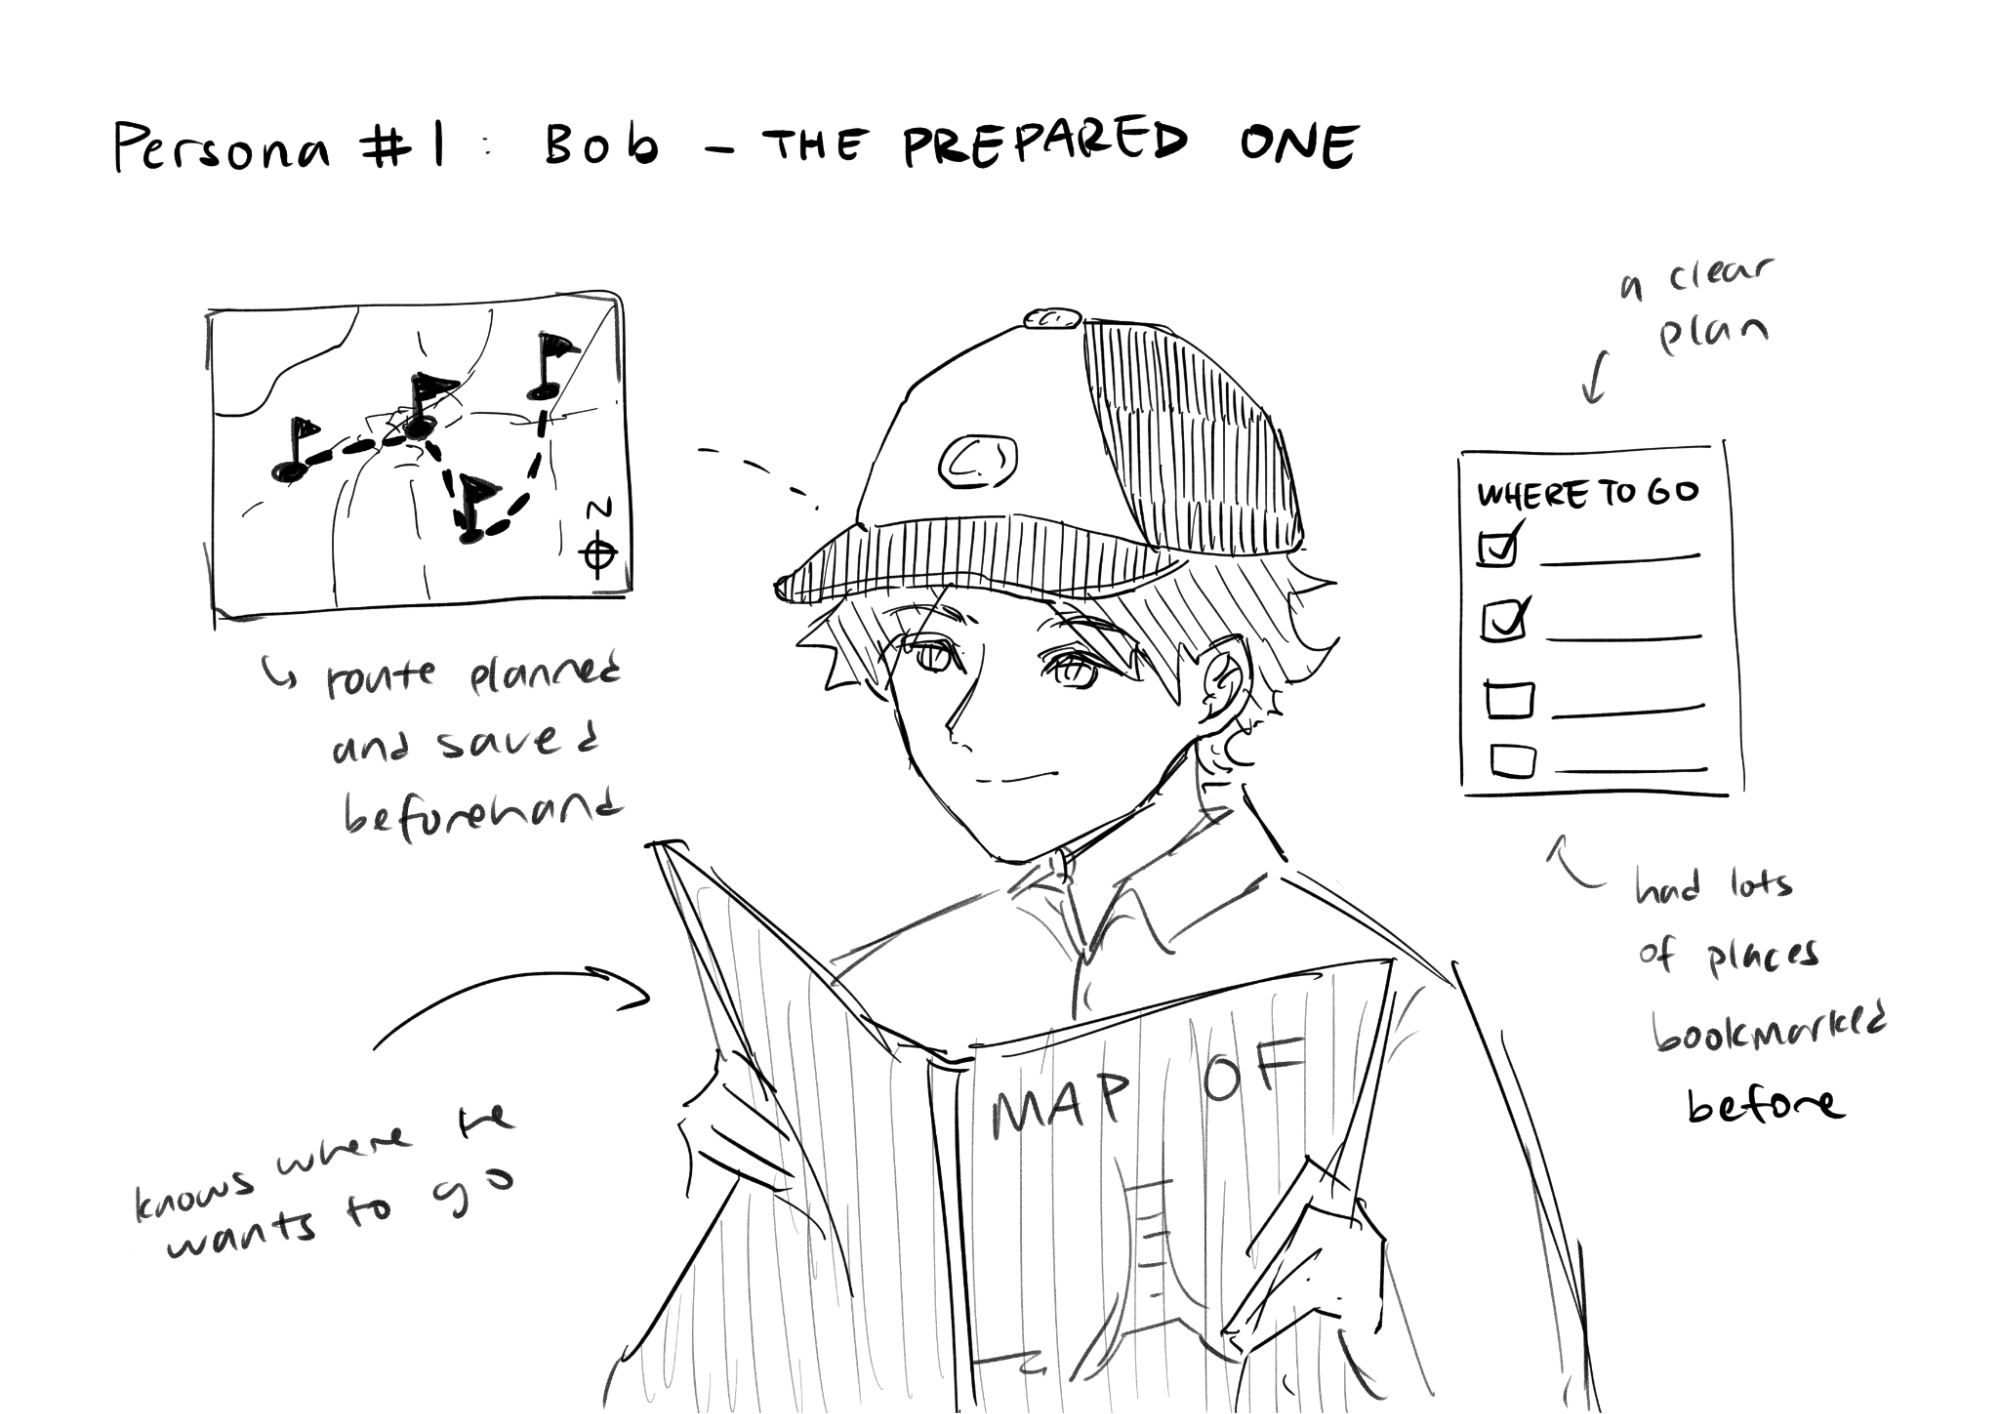 Persona #1: Bob - THE PREPARED ONE
a clear
plan
N
WHERE TO GO
route planned
and saved
beforehand
had lots
of places
bookmarked
before
knows where he
wants to go
MAP OF